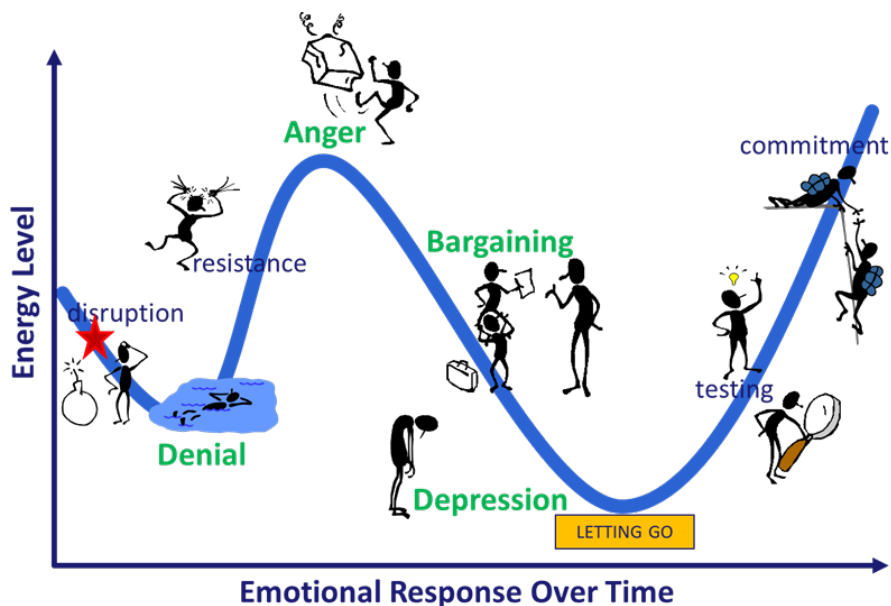 Anger
commitment
Bargaining
resistance
disruption
testing
Denial
Depression
LETTING GO
Energy Level
Emotional Response Over Time